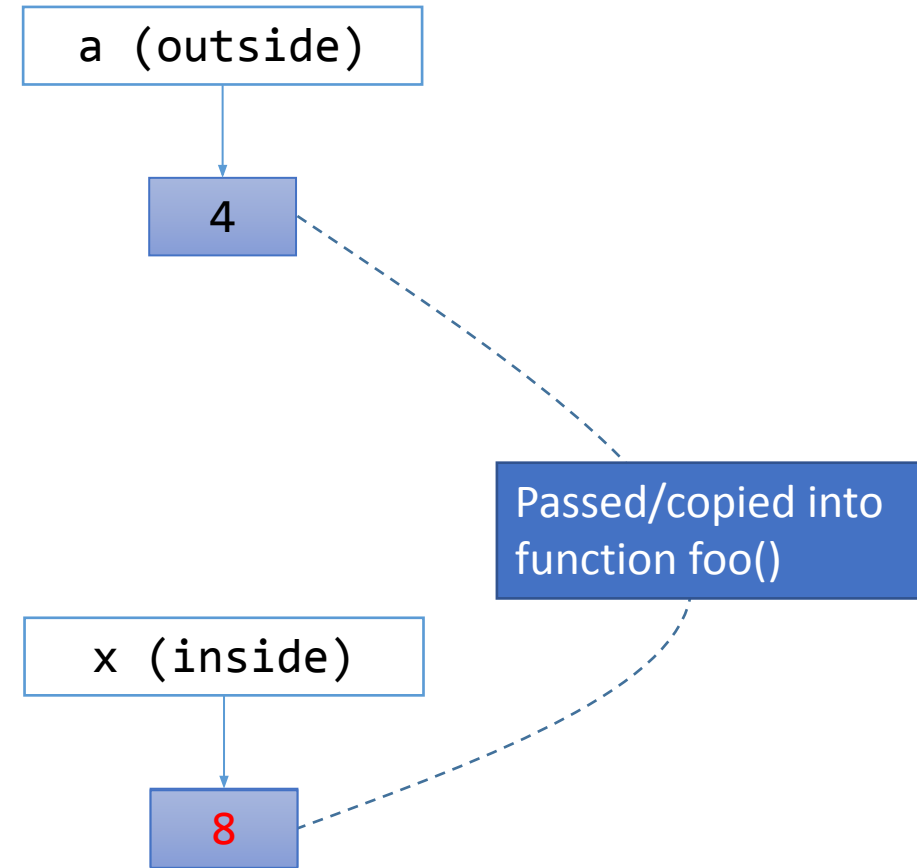 a (outside)
4
Passed/copied into
function foo()
x (inside)
8